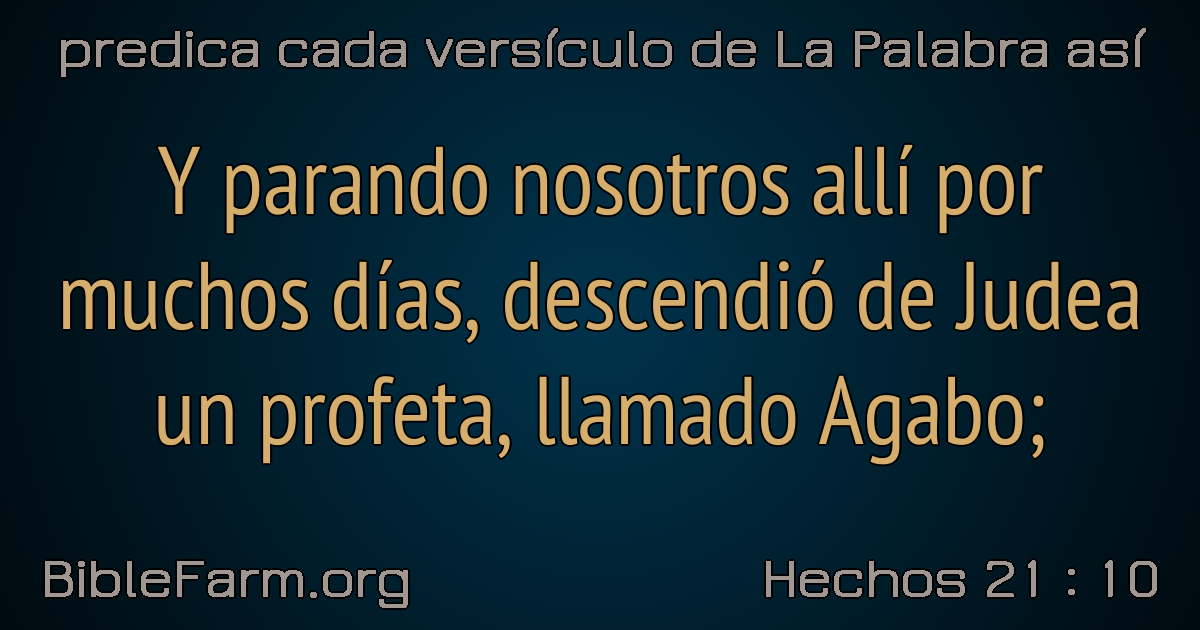 predica cada versículo de La Palabra así
Y parando nosotros allí por
muchos días, descendió de Judea
un profeta, llamado Agabo;
BibleFarm.org
Hechos 21 : 10